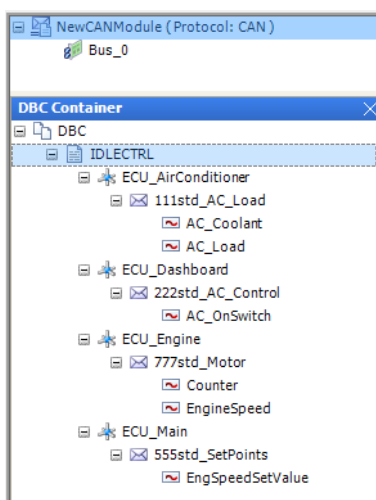 NewCANModule ( Protocol: CAN )
Bus_0
DBC Container
DBC
IDLECTRL
ECU_AirConditioner
111std_AC_Load
AC_Coolant
AC_Load
ECU_Dashboard
222std_AC_Control
AC_OnSwitch
ECU_Engine
777std_Motor
Counter
EngineSpeed
ECU_Main
555std_SetPoints
EngSpeedSetValue